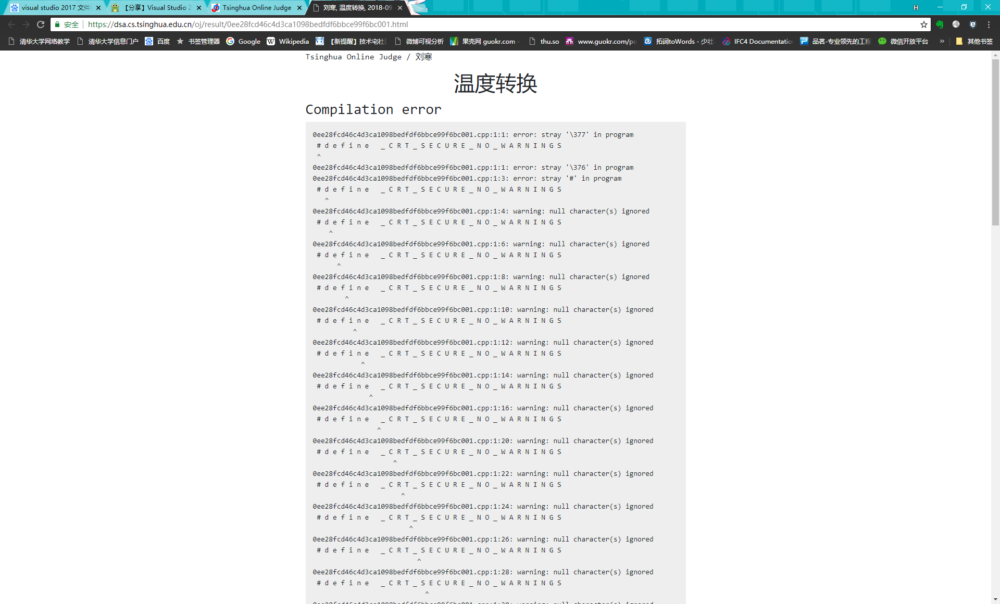 visual studio 2017 文件
【分享】Visual Studio 2
Tsinghua Online Judge
刘寒, 温度转换, 2018-09
H
安全
https://dsa.cs.tsinghua.edu.cn/oj/result/0ee28fcd46c4d3ca1098bedfdf6bbce99f6bc001.html
清华大学网络教学
清华大学信息门户
百度
书签管理器
Google
Wikipedia
【新提醒】技术宅社
微博可视分析
果壳网 guokr.com -
thu.so
www.guokr.com/po
拓词toWords - 少壮
IFC4 Documentatio
品茗-专业领先的工程
微信开放平台
»
其他书签
Tsinghua Online Judge / 刘寒
温度转换
Compilation error
0ee28fcd46c4d3ca1098bedfdf6bbce99f6bc001.cpp:1:1: error: stray '\377' in program
# d e f i n e   _ C R T _ S E C U R E _ N O _ W A R N I N G S
^
0ee28fcd46c4d3ca1098bedfdf6bbce99f6bc001.cpp:1:1: error: stray '\376' in program
0ee28fcd46c4d3ca1098bedfdf6bbce99f6bc001.cpp:1:3: error: stray '#' in program
# d e f i n e   _ C R T _ S E C U R E _ N O _ W A R N I N G S
^
0ee28fcd46c4d3ca1098bedfdf6bbce99f6bc001.cpp:1:4: warning: null character(s) ignored
# d e f i n e   _ C R T _ S E C U R E _ N O _ W A R N I N G S
^
0ee28fcd46c4d3ca1098bedfdf6bbce99f6bc001.cpp:1:6: warning: null character(s) ignored
# d e f i n e   _ C R T _ S E C U R E _ N O _ W A R N I N G S
^
0ee28fcd46c4d3ca1098bedfdf6bbce99f6bc001.cpp:1:8: warning: null character(s) ignored
# d e f i n e   _ C R T _ S E C U R E _ N O _ W A R N I N G S
^
0ee28fcd46c4d3ca1098bedfdf6bbce99f6bc001.cpp:1:10: warning: null character(s) ignored
# d e f i n e   _ C R T _ S E C U R E _ N O _ W A R N I N G S
^
0ee28fcd46c4d3ca1098bedfdf6bbce99f6bc001.cpp:1:12: warning: null character(s) ignored
# d e f i n e   _ C R T _ S E C U R E _ N O _ W A R N I N G S
^
0ee28fcd46c4d3ca1098bedfdf6bbce99f6bc001.cpp:1:14: warning: null character(s) ignored
# d e f i n e   _ C R T _ S E C U R E _ N O _ W A R N I N G S
^
0ee28fcd46c4d3ca1098bedfdf6bbce99f6bc001.cpp:1:16: warning: null character(s) ignored
# d e f i n e   _ C R T _ S E C U R E _ N O _ W A R N I N G S
^
0ee28fcd46c4d3ca1098bedfdf6bbce99f6bc001.cpp:1:20: warning: null character(s) ignored
# d e f i n e   _ C R T _ S E C U R E _ N O _ W A R N I N G S
^
0ee28fcd46c4d3ca1098bedfdf6bbce99f6bc001.cpp:1:22: warning: null character(s) ignored
# d e f i n e   _ C R T _ S E C U R E _ N O _ W A R N I N G S
^
0ee28fcd46c4d3ca1098bedfdf6bbce99f6bc001.cpp:1:24: warning: null character(s) ignored
# d e f i n e   _ C R T _ S E C U R E _ N O _ W A R N I N G S
^
0ee28fcd46c4d3ca1098bedfdf6bbce99f6bc001.cpp:1:26: warning: null character(s) ignored
# d e f i n e   _ C R T _ S E C U R E _ N O _ W A R N I N G S
^
0ee28fcd46c4d3ca1098bedfdf6bbce99f6bc001.cpp:1:28: warning: null character(s) ignored
# d e f i n e   _ C R T _ S E C U R E _ N O _ W A R N I N G S
^